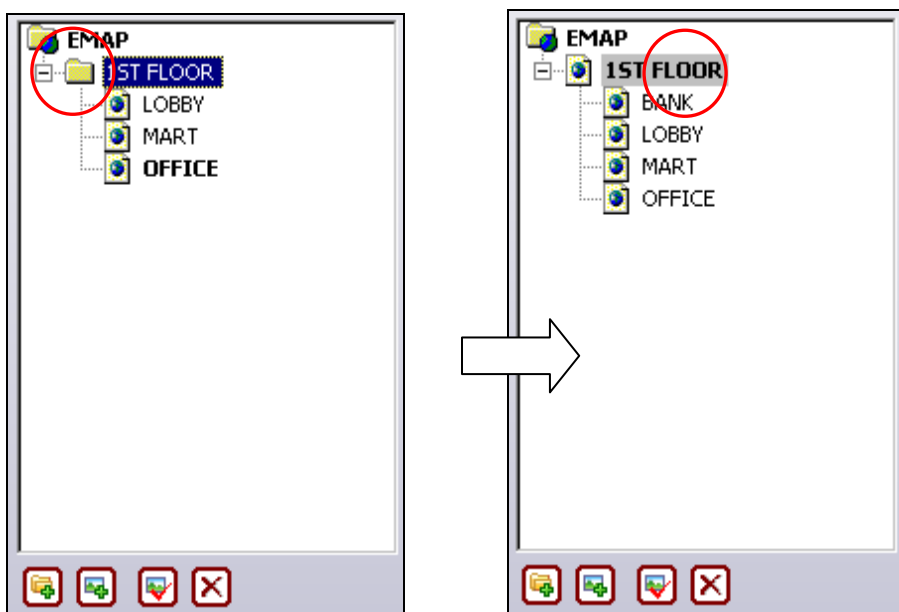 EMAP
1ST FLOOR
LOBBY
MART
OFFICE
EMAP
1ST FLOOR
BANK
LOBBY
MART
OFFICE